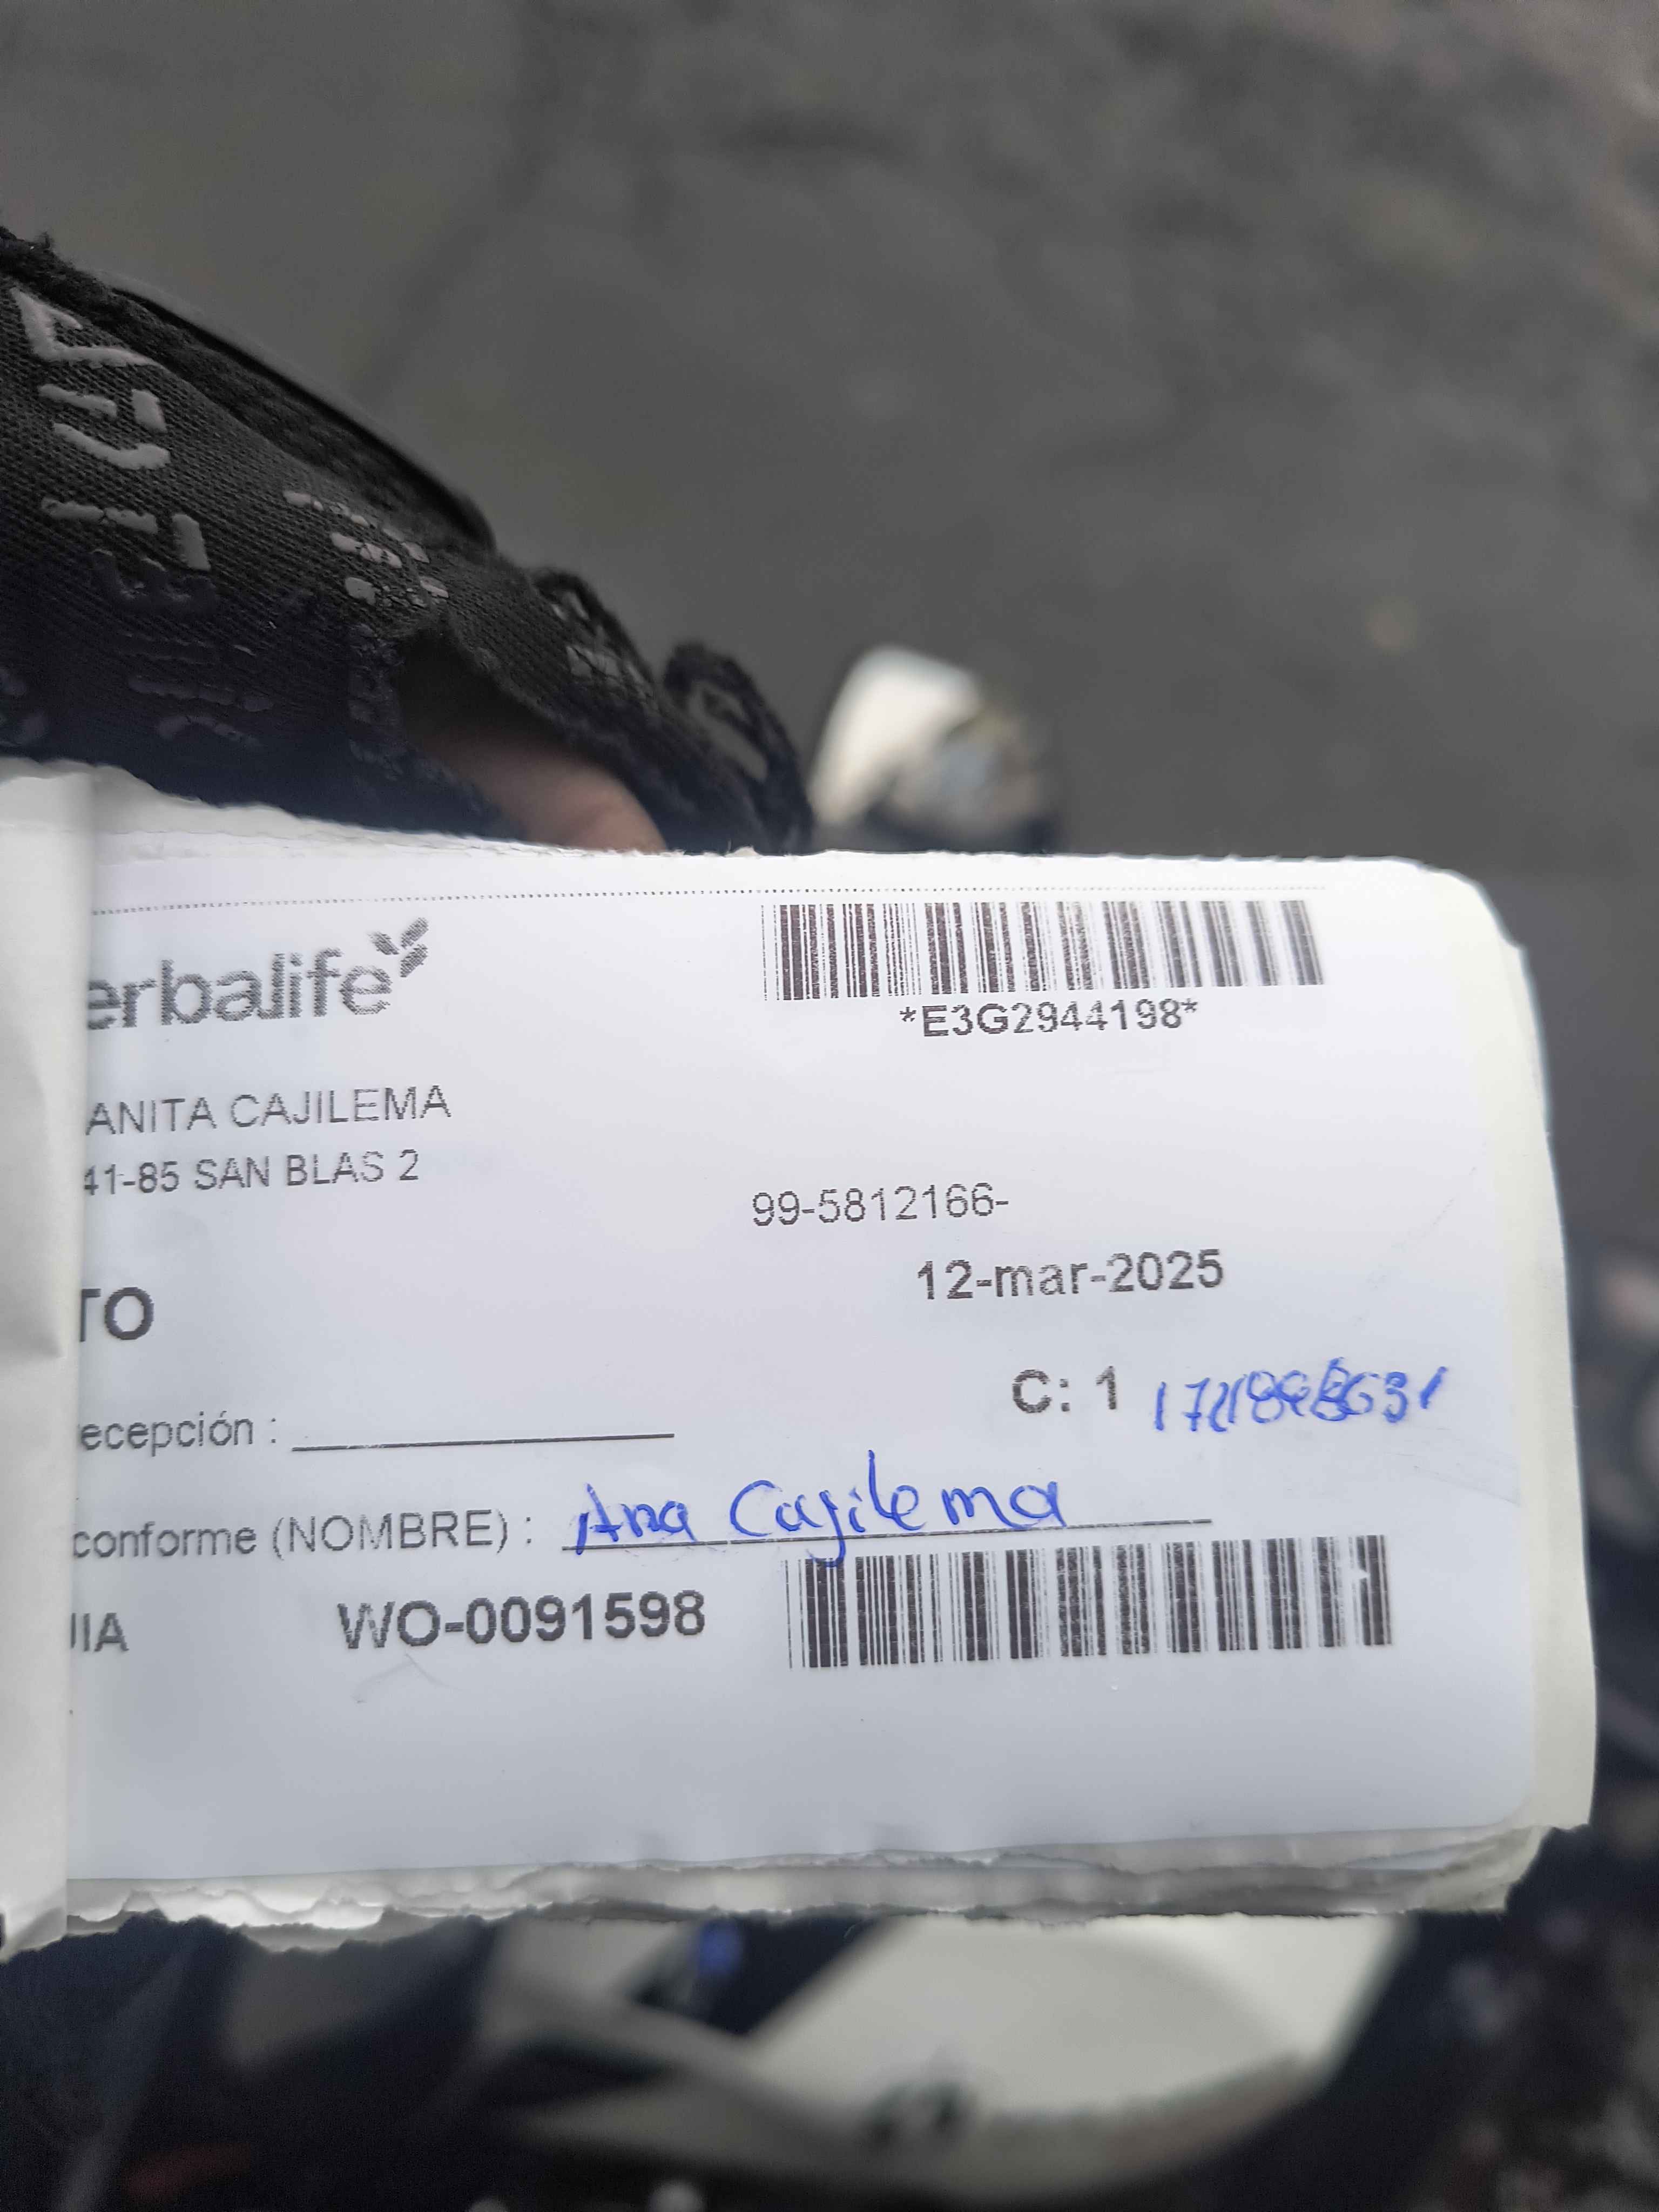 erbalife
*E3G2944198*
ANITA CAJILEMA
41-85 SAN BLAS 2
99-5812166-
12-mar-2025
TO
C: 1
ecepción :
conforme (NOMBRE) : Ana Cajilema
UIA WO-0091598